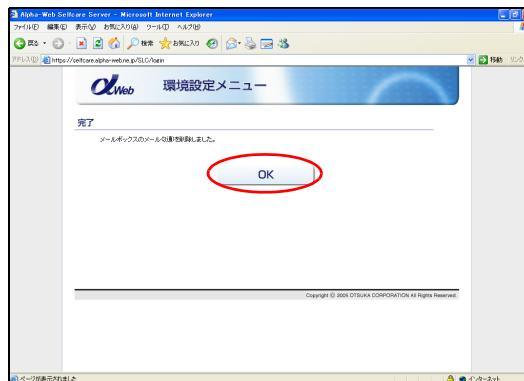 Alpha-Web Selfcare Server - Microsoft Internet Explorer
ファイル(F) 編集(E) 表示(V) お気に入り(A) ツール(T) ヘルプ(H)
戻る 検索 お気に入り
アドレス(D) https://selfcare.alpha-web.ne.jp/SLC/login 移動 リンク
αWeb 環境設定メニュー
完了
メールボックスのメール(2通)を削除しました。
OK
Copyright © 2005 OTSUKA CORPORATION All Rights Reserved.
ページが表示されました インターネット